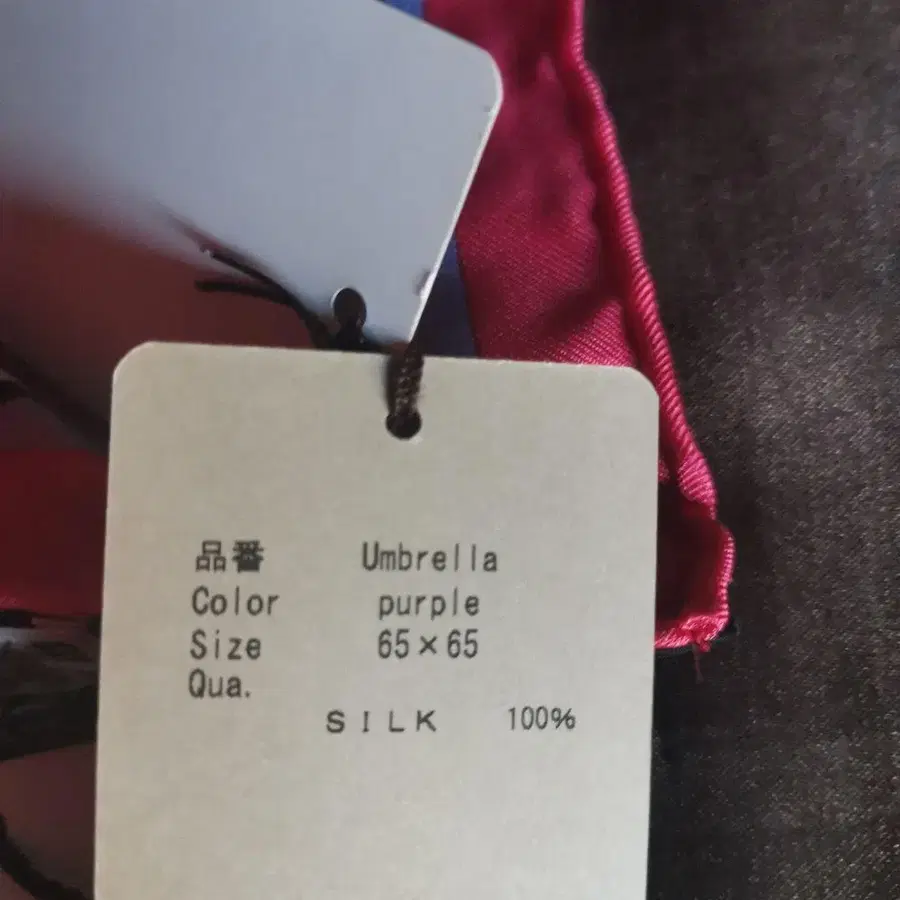 品番 Umbrella
Color purple
Size 65×65
Qua.
SILK 100%